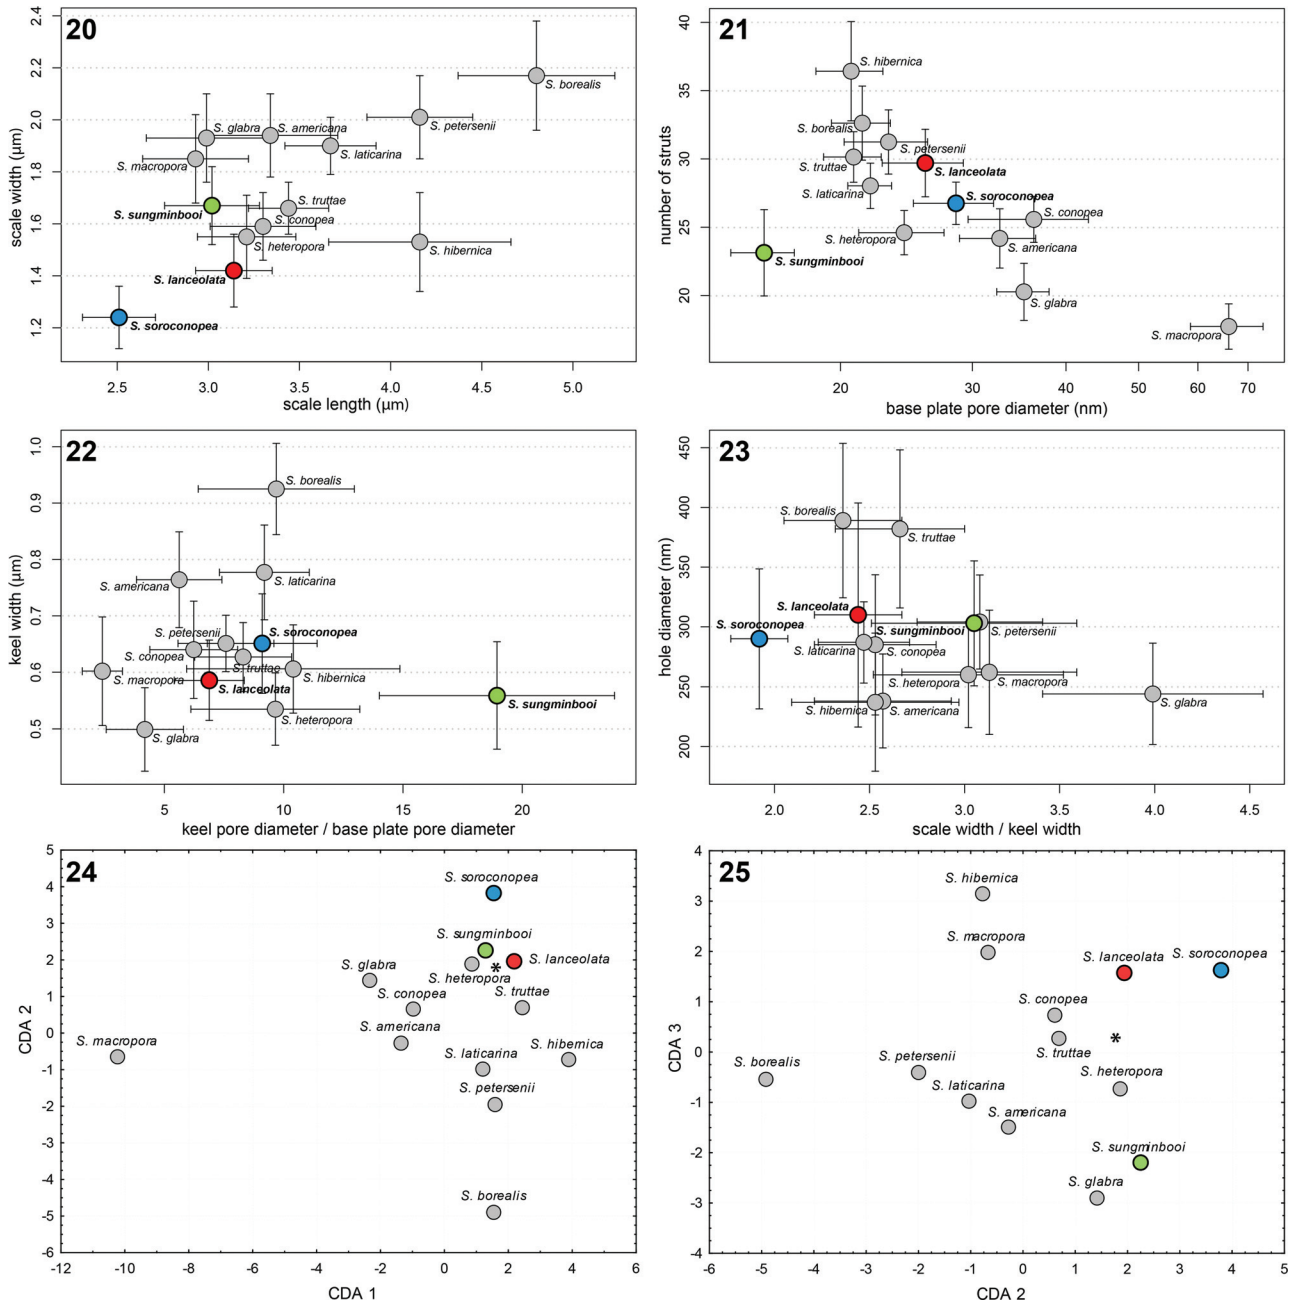 20
2.4
2.2
2.0
1.8
1.6
1.4
1.2
scale width (µm)
S. borealis
S. petersenii
S. glabra
S. americana
S. laticarina
S. macropora
S. truttae
S. sungminbooi
S. conopea
S. heteropora
S. hibernica
S. lanceolata
S. soroconopea
2.5 3.0 3.5 4.0 4.5 5.0
scale length (µm)
21
40
35
30
25
20
number of struts
S. hibernica
S. borealis
S. petersenii
S. truttae
S. lanceolata
S. laticarina
S. soroconopea
S. conopea
S. heteropora
S. americana
S. sungminbooi
S. glabra
S. macropora
20 30 40 50 60 70
base plate pore diameter (nm)
22
1.0
0.9
0.8
0.7
0.6
0.5
keel width (µm)
S. borealis
S. americana
S. laticarina
S. petersenii
S. soroconopea
S. conopea
S. truttae
S. macropora
S. hibernica
S. lanceolata
S. sungminbooi
S. heteropora
S. glabra
5 10 15 20
keel pore diameter / base plate pore diameter
23
450
400
350
300
250
200
hole diameter (nm)
S. borealis
S. truttae
S. lanceolata
S. soroconopea
S. sungminbooi
S. petersenii
S. laticarina
S. conopea
S. heteropora
S. macropora
S. glabra
S. hibernica
S. americana
2.0 2.5 3.0 3.5 4.0 4.5
scale width / keel width
24
5
4
3
2
1
0
-1
-2
-3
-4
-5
-6
CDA 2
S. soroconopea
S. sungminbooi
S. lanceolata
*
S. glabra
S. heteropora
S. conopea
S. truttae
S. americana
S. macropora
S. laticarina
S. hibernica
S. petersenii
S. borealis
-12 -10 -8 -6 -4 -2 0 2 4 6
CDA 1
25
4
3
2
1
0
-1
-2
-3
-4
CDA 3
S. hibernica
S. macropora
S. lanceolata
S. soroconopea
S. conopea
*
S. truttae
S. borealis
S. petersenii
S. heteropora
S. laticarina
S. americana
S. sungminbooi
S. glabra
-6 -5 -4 -3 -2 -1 0 1 2 3 4 5
CDA 2